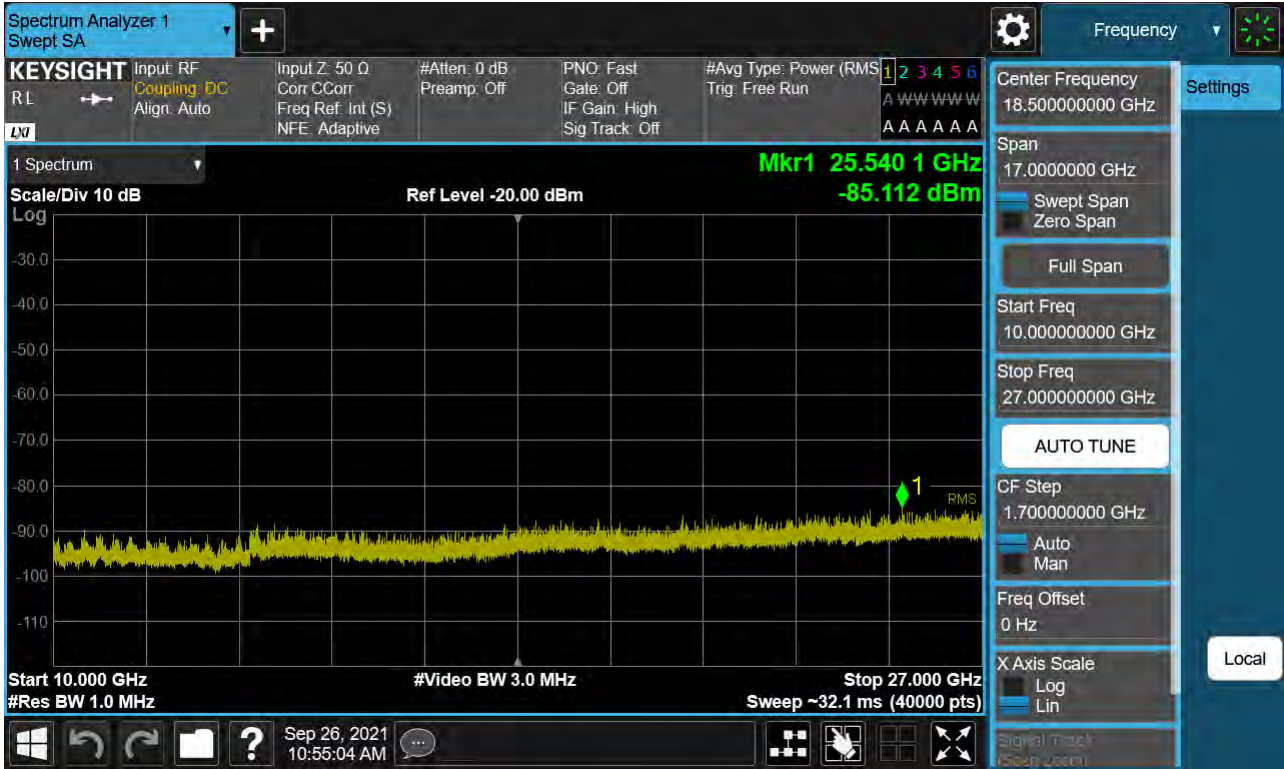 Spectrum Analyzer 1
Swept SA
Frequency
KEYSIGHT
R L
LXI
Input: RF
Coupling: DC
Align: Auto
Input Z: 50 Ω
Corr CCorr
Freq Ref: Int (S)
NFE: Adaptive
#Atten: 0 dB
Preamp: Off
PNO: Fast
Gate: Off
IF Gain: High
Sig Track: Off
#Avg Type: Power (RMS
Trig: Free Run
1 2 3 4 5 6
A W W W W W
A A A A A A
1 Spectrum
Scale/Div 10 dB
Log
Ref Level -20.00 dBm
Mkr1 25.540 1 GHz
-85.112 dBm
-30.0
-40.0
-50.0
-60.0
-70.0
-80.0
-90.0
-100
-110
1
RMS
Start 10.000 GHz
#Res BW 1.0 MHz
#Video BW 3.0 MHz
Stop 27.000 GHz
Sweep ~32.1 ms (40000 pts)
Center Frequency
18.500000000 GHz
Settings
Span
17.0000000 GHz
Swept Span
Zero Span
Full Span
Start Freq
10.000000000 GHz
Stop Freq
27.000000000 GHz
AUTO TUNE
CF Step
1.700000000 GHz
Auto
Man
Freq Offset
0 Hz
X Axis Scale
Log
Lin
Local
Signal Track
(Span Zoom)
?
Sep 26, 2021
10:55:04 AM